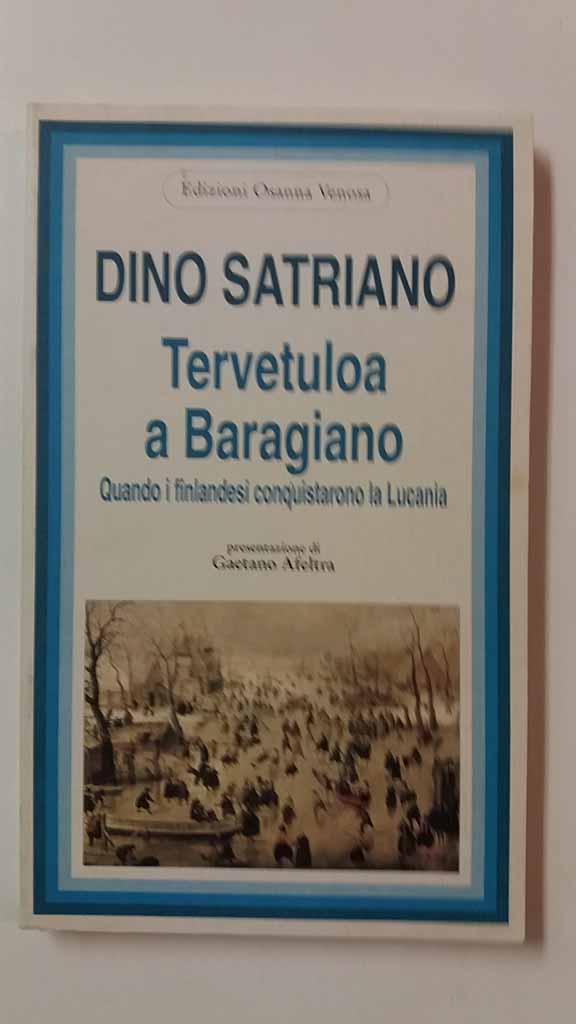 Edizioni Osanna Venosa
DINO SATRIANO
Tervetuloa
a Baragiano
Quando i finlandesi conquistarono la Lucania
presentazione di
Gaetano Afeltra